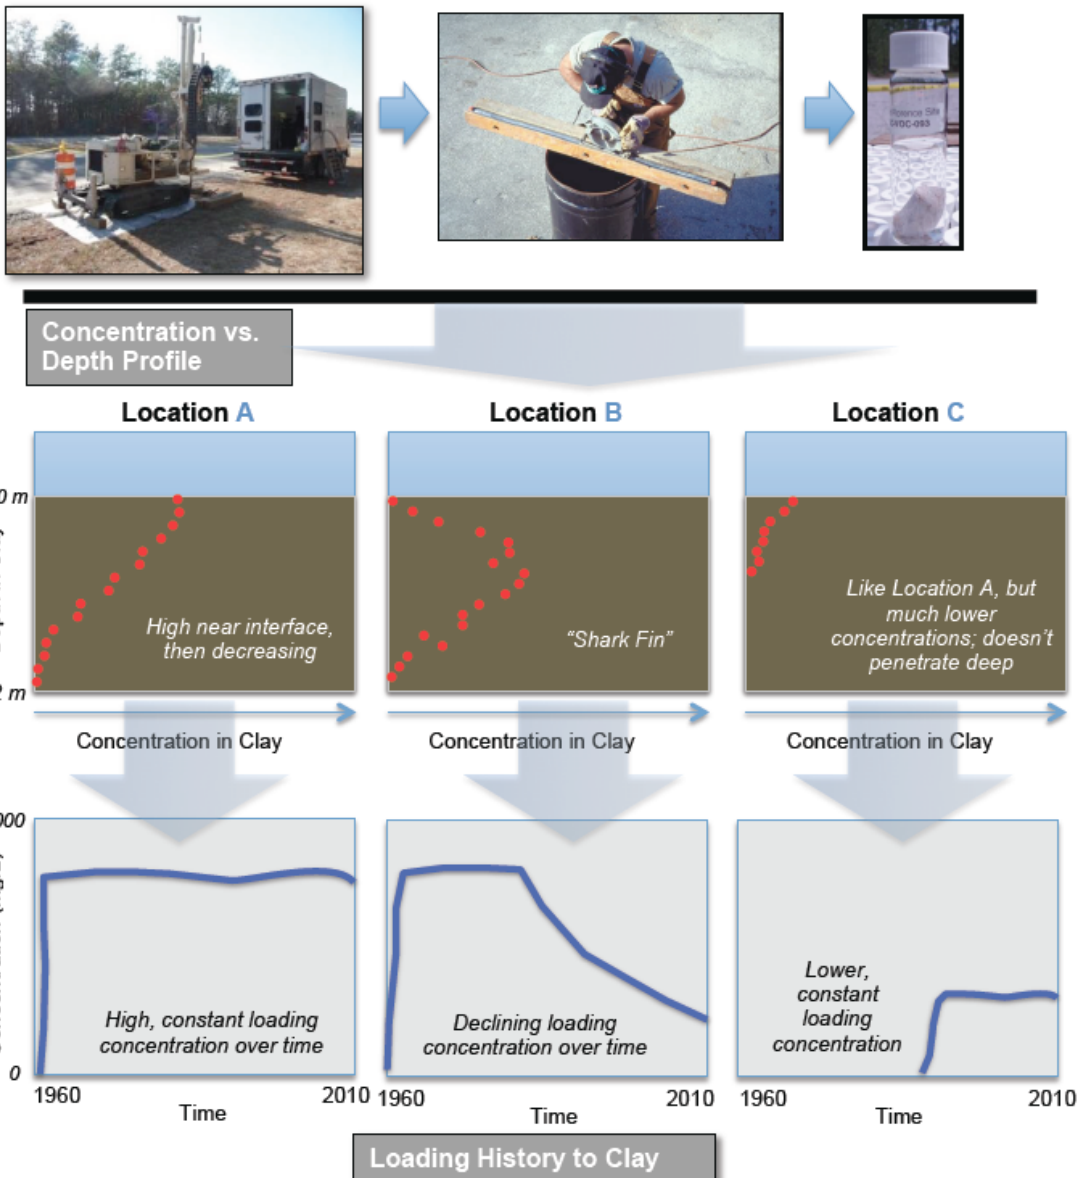 SVOC-093
Concentration vs.
Depth Profile
Location A
Location B
Location C
0 m
High near interface,
then decreasing
“Shark Fin”
Like Location A, but
much lower
concentrations; doesn’t
penetrate deep
2 m
Concentration in Clay
Concentration in Clay
Concentration in Clay
000
High, constant loading
concentration over time
Declining loading
concentration over time
Lower,
constant
loading
concentration
0
1960
2010
1960
2010
1960
2010
Time
Time
Time
Loading History to Clay